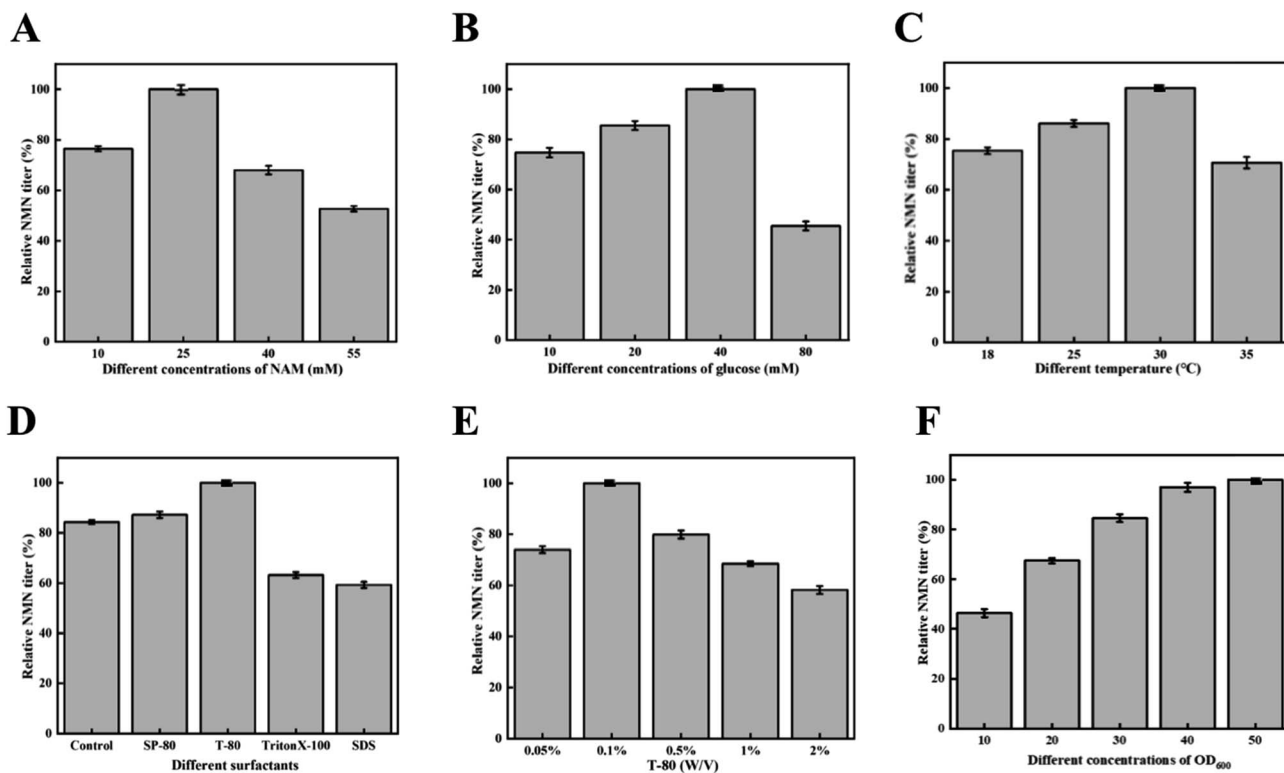 A
Relative NMN titer (%)
100
80
60
40
20
0
10 25 40 55
Different concentrations of NAM (mM)
B
Relative NMN titer (%)
100
80
60
40
20
0
10 20 40 80
Different concentrations of glucose (mM)
C
Relative NMN titer (%)
100
80
60
40
20
0
18 25 30 35
Different temperature (°C)
D
Relative NMN titer (%)
100
80
60
40
20
0
Control SP-80 T-80 TritonX-100 SDS
Different surfactants
E
Relative NMN titer (%)
100
80
60
40
20
0
0.05% 0.1% 0.5% 1% 2%
T-80 (W/V)
F
Relative NMN titer (%)
100
80
60
40
20
0
10 20 30 40 50
Different concentrations of OD600